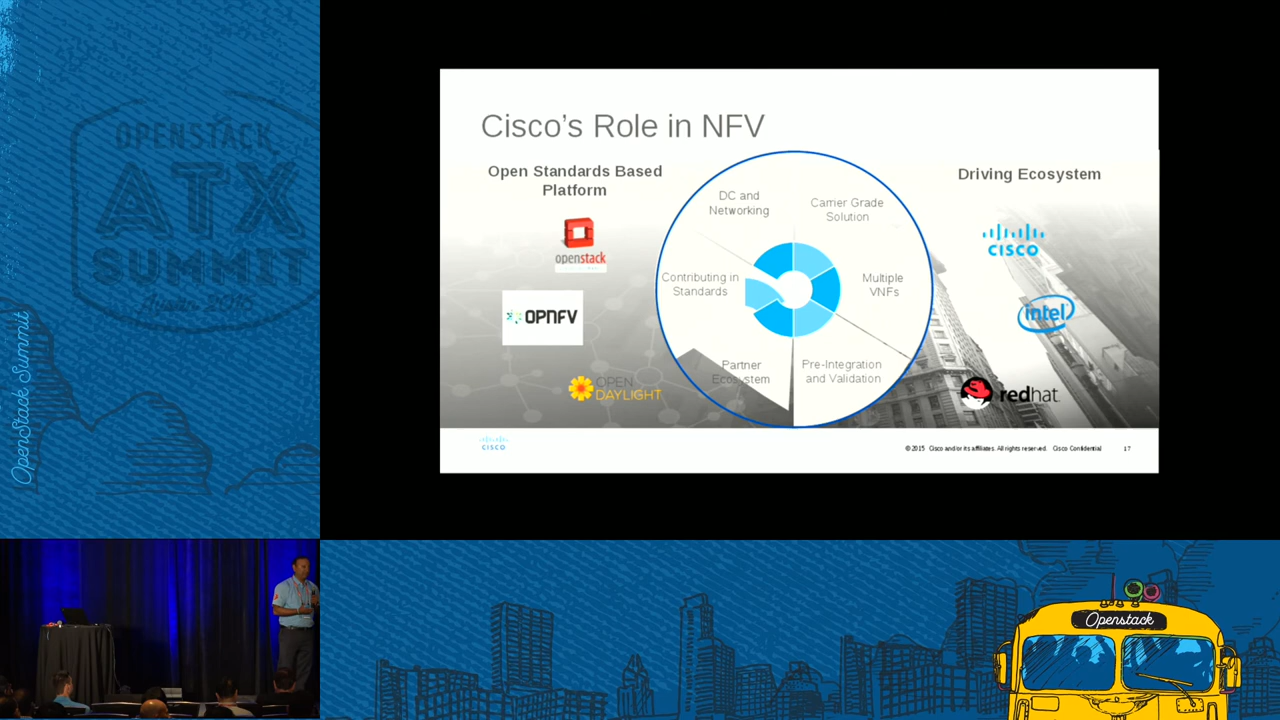 OPENSTACK
ATX
SUMMIT
OpenStack Summit
Cisco's Role in NFV
Open Standards Based
Platform
openstack
OPNFV
OPEN
DAYLIGHT
DC and
Networking
Carrier Grade
Solution
Contributing in
Standards
Multiple
VNFs
Partner
Ecosystem
Pre-Integration
and Validation
Driving Ecosystem
CISCO
intel
redhat
CISCO
© 2015 Cisco and/or its affiliates. All rights reserved. Cisco Confidential 17
Openstack